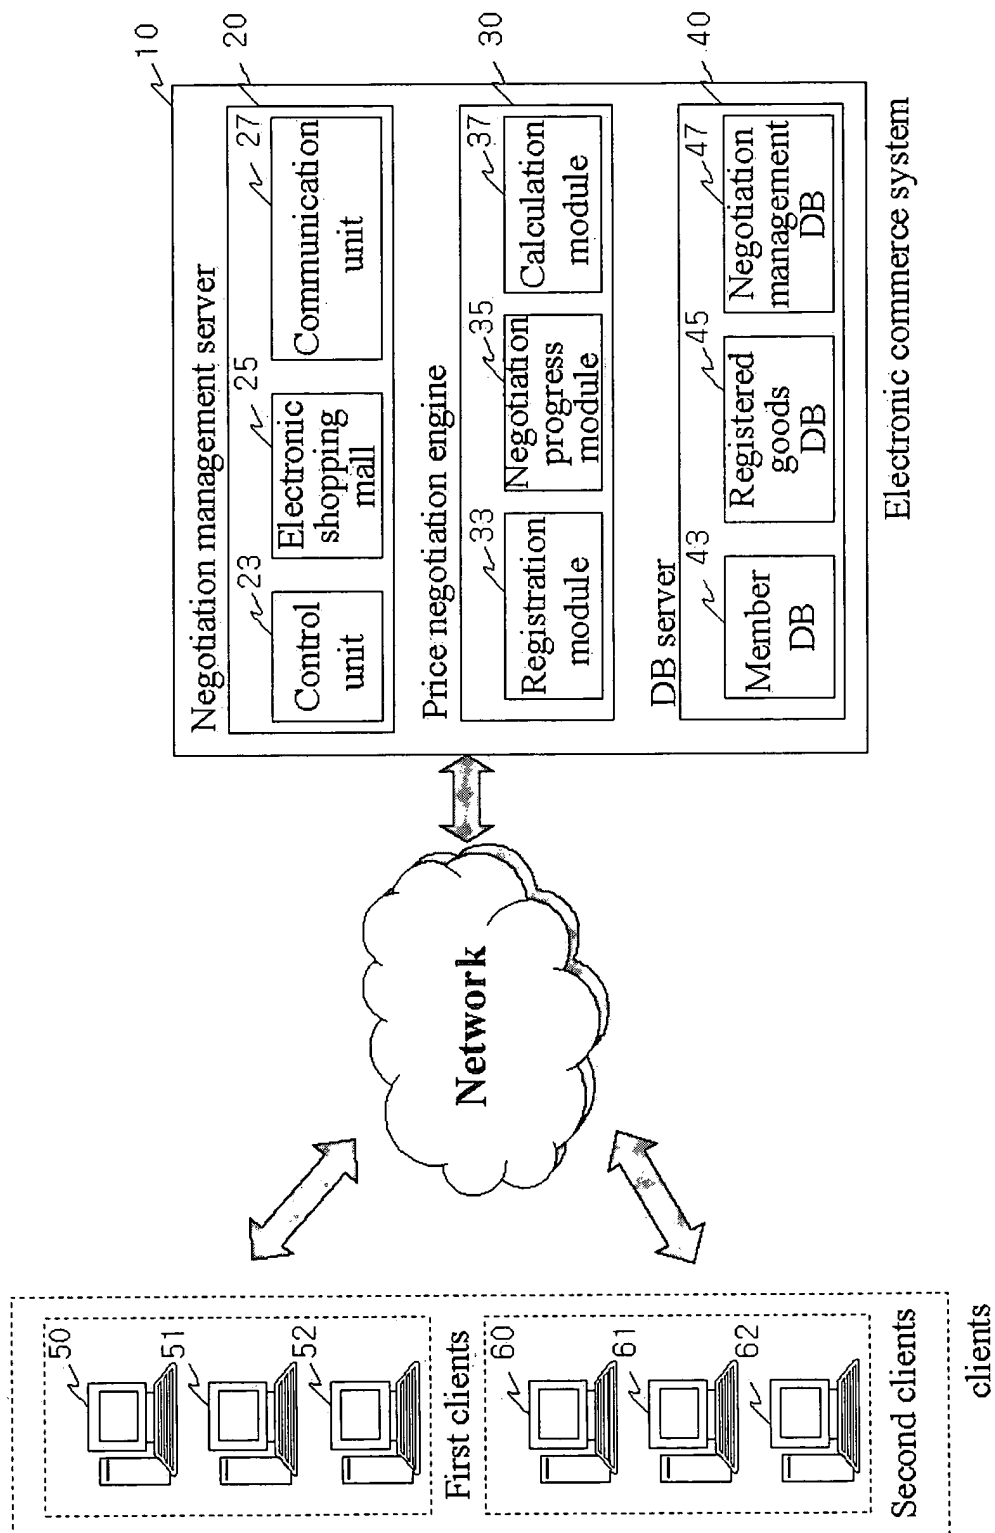 50
51
52
First clients
60
61
62
Second clients
clients
Network
10
Negotiation management server
20
23
Control
unit
25
Electronic
shopping
mall
27
Communication
unit
Price negotiation engine
30
33
Registration
module
35
Negotiation
progress
module
37
Calculation
module
DB server
40
43
Member
DB
45
Registered
goods
DB
47
Negotiation
management
DB
Electronic commerce system